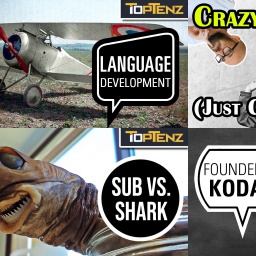 TOPTENZ
LANGUAGE
DEVELOPMENT
CRAZY
(JUST
TOPTENZ
SUB VS.
SHARK
FOUNDE
KODA